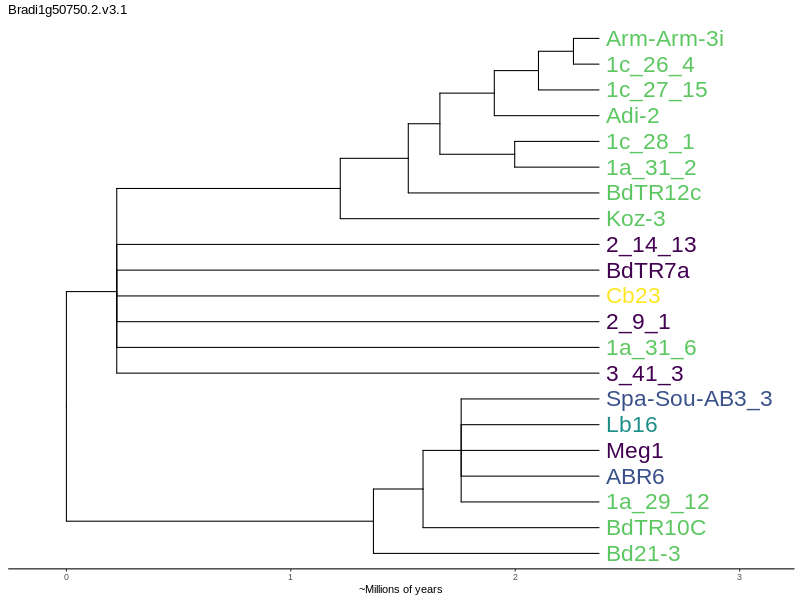 Bradi1g50750.2.v3.1
Arm-Arm-3i
1c_26_4
1c_27_15
Adi-2
1c_28_1
1a_31_2
BdTR12c
Koz-3
2_14_13
BdTR7a
Cb23
2_9_1
1a_31_6
3_41_3
Spa-Sou-AB3_3
Lb16
Meg1
ABR6
1a_29_12
BdTR10C
Bd21-3
0 1 2 3
~Millions of years